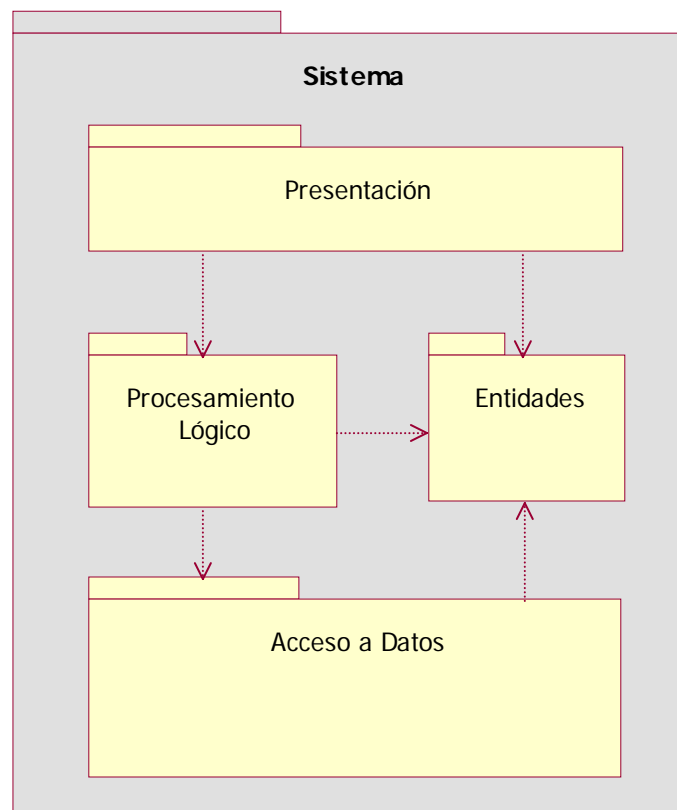 Sistema
Presentación
Procesamiento
Lógico
Entidades
Acceso a Datos